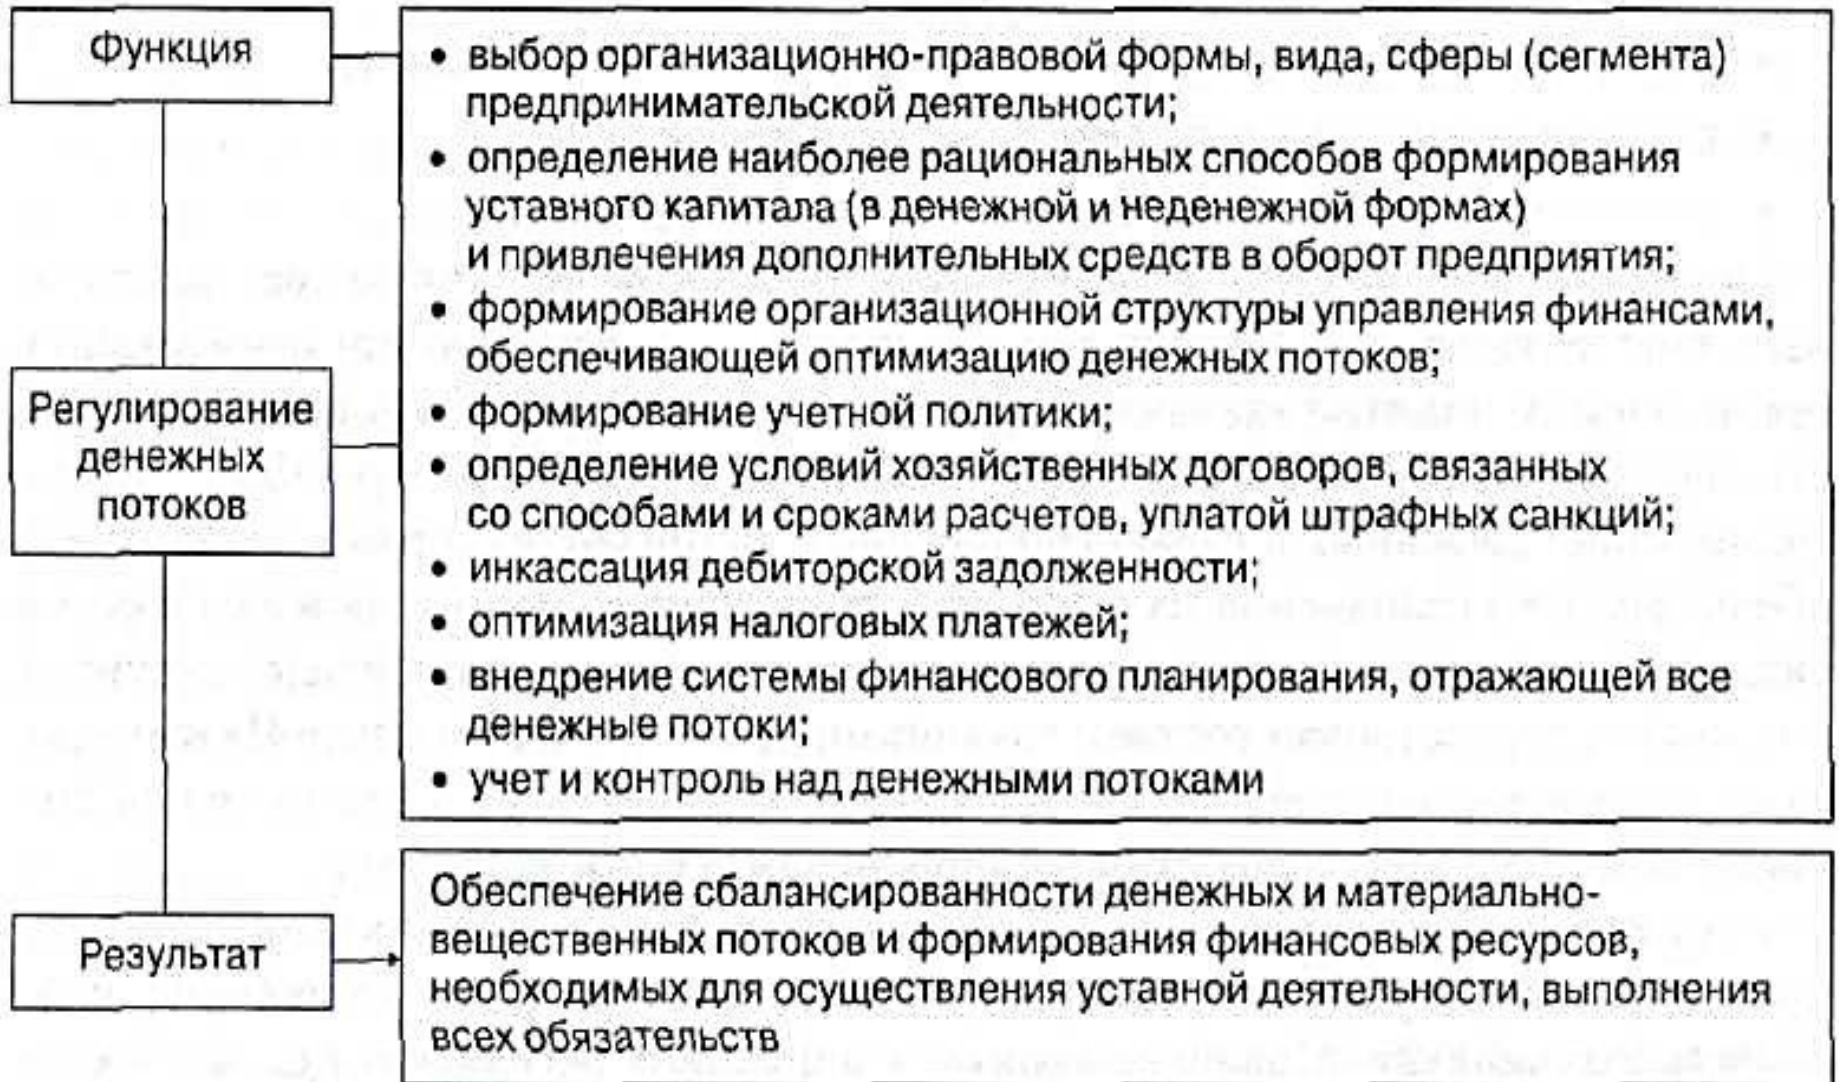 Функция
• выбор организационно-правовой формы, вида, сферы (сегмента)
предпринимательской деятельности;
• определение наиболее рациональных способов формирования
уставного капитала (в денежной и неденежной формах)
и привлечения дополнительных средств в оборот предприятия;
• формирование организационной структуры управления финансами,
обеспечивающей оптимизацию денежных потоков;
• формирование учетной политики;
• определение условий хозяйственных договоров, связанных
со способами и сроками расчетов, уплатой штрафных санкций;
• инкассация дебиторской задолженности;
• оптимизация налоговых платежей;
• внедрение системы финансового планирования, отражающей все
денежные потоки;
• учет и контроль над денежными потоками
Регулирование
денежных
потоков
Результат
Обеспечение сбалансированности денежных и материально-
вещественных потоков и формирования финансовых ресурсов,
необходимых для осуществления уставной деятельности, выполнения
всех обязательств